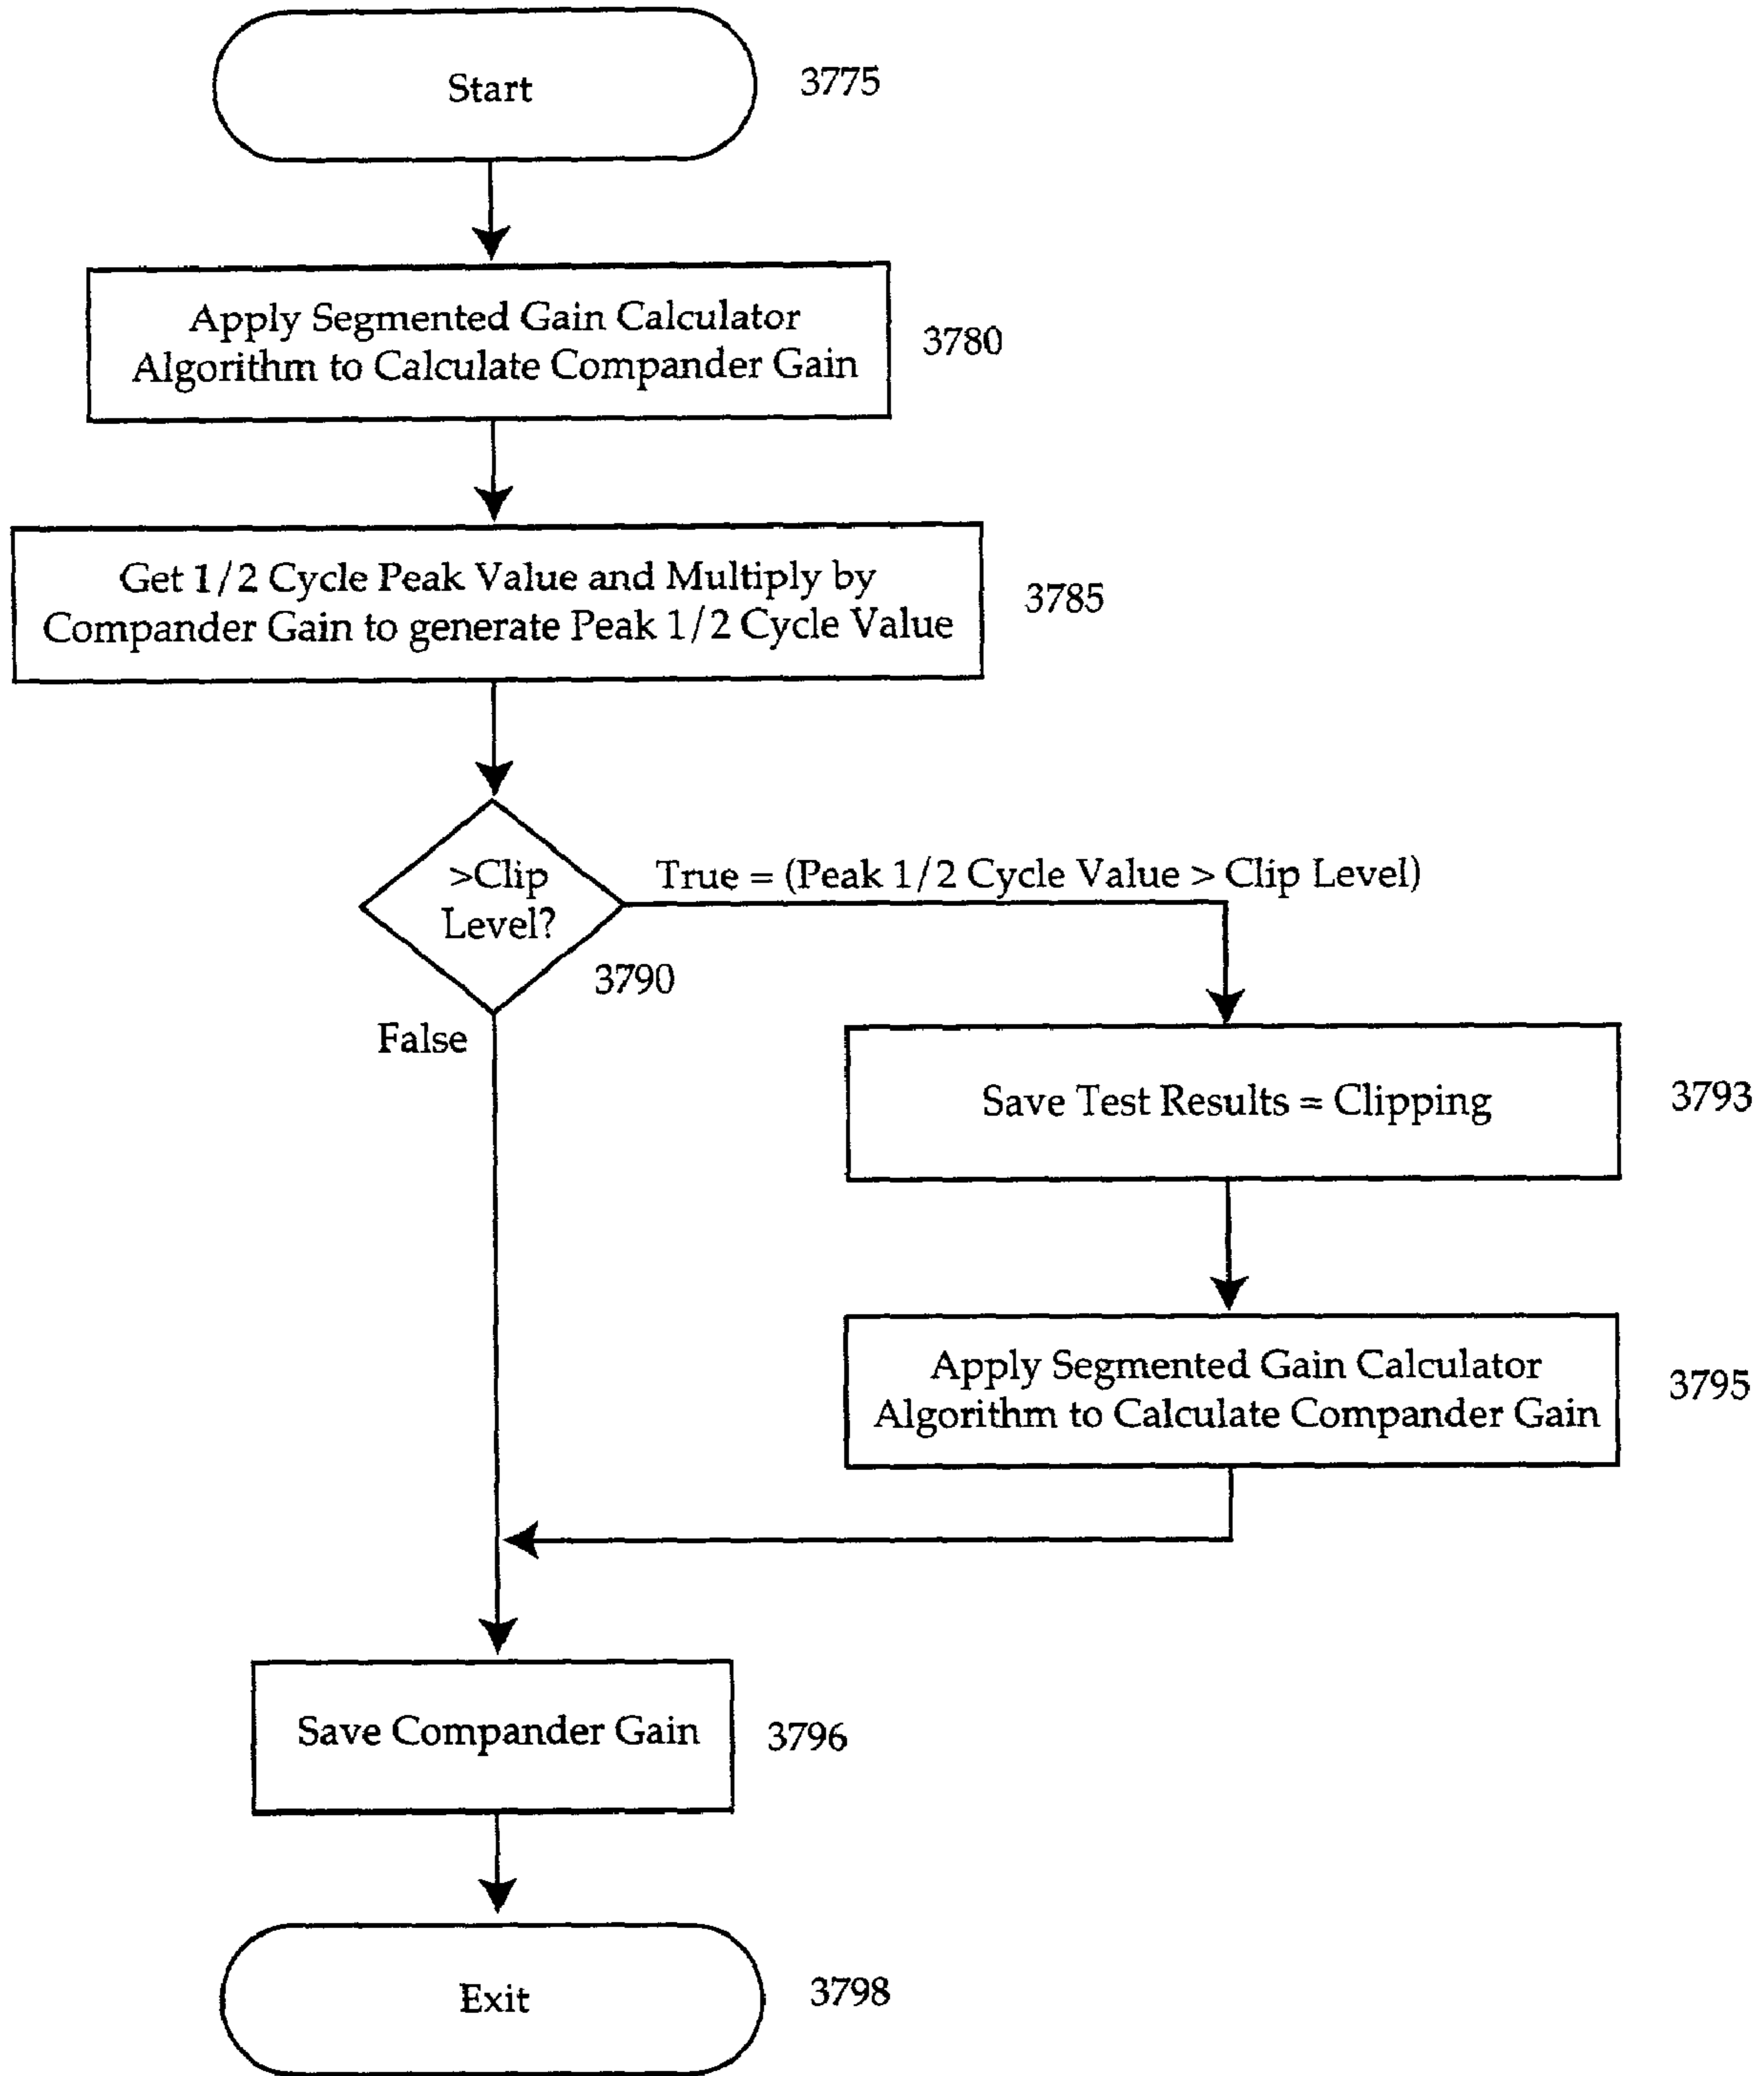 Start
3775
Apply Segmented Gain Calculator
Algorithm to Calculate Compander Gain
3780
Get 1/2 Cycle Peak Value and Multiply by
Compander Gain to generate Peak 1/2 Cycle Value
3785
>Clip
Level?
3790
True = (Peak 1/2 Cycle Value > Clip Level)
False
Save Test Results = Clipping
3793
Apply Segmented Gain Calculator
Algorithm to Calculate Compander Gain
3795
Save Compander Gain
3796
Exit
3798